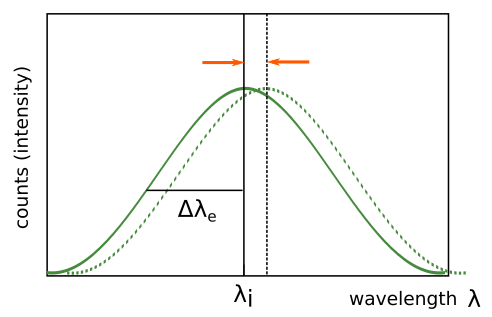 counts (intensity)
Δλe
λi
wavelength λ